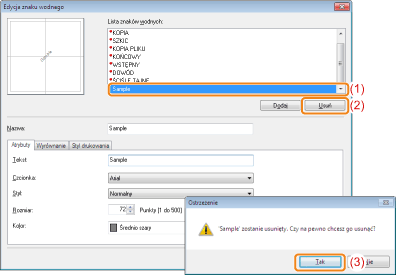 Edycja znaku wodnego
Lista znaków wodnych:
*KOPIA
*SZKIC
*KOPIA PLIKU
*KOŃCOWY
*WSTĘPNY
*DOWÓD
*ŚCIŚLE TAJNE
Sample
(1)
Dodaj
Usuń
(2)
Sample
Nazwa:
Sample
Atrybuty
Wyrównanie
Styl drukowania
Tekst
Sample
Czcionka:
Arial
Styl:
Normalny
Rozmiar:
72
Punkty [1 do 500]
Kolor:
Średnio szary
Ostrzeżenie
'Sample' zostanie usunięty. Czy na pewno chcesz go usunąć?
Tak
(3)
Nie